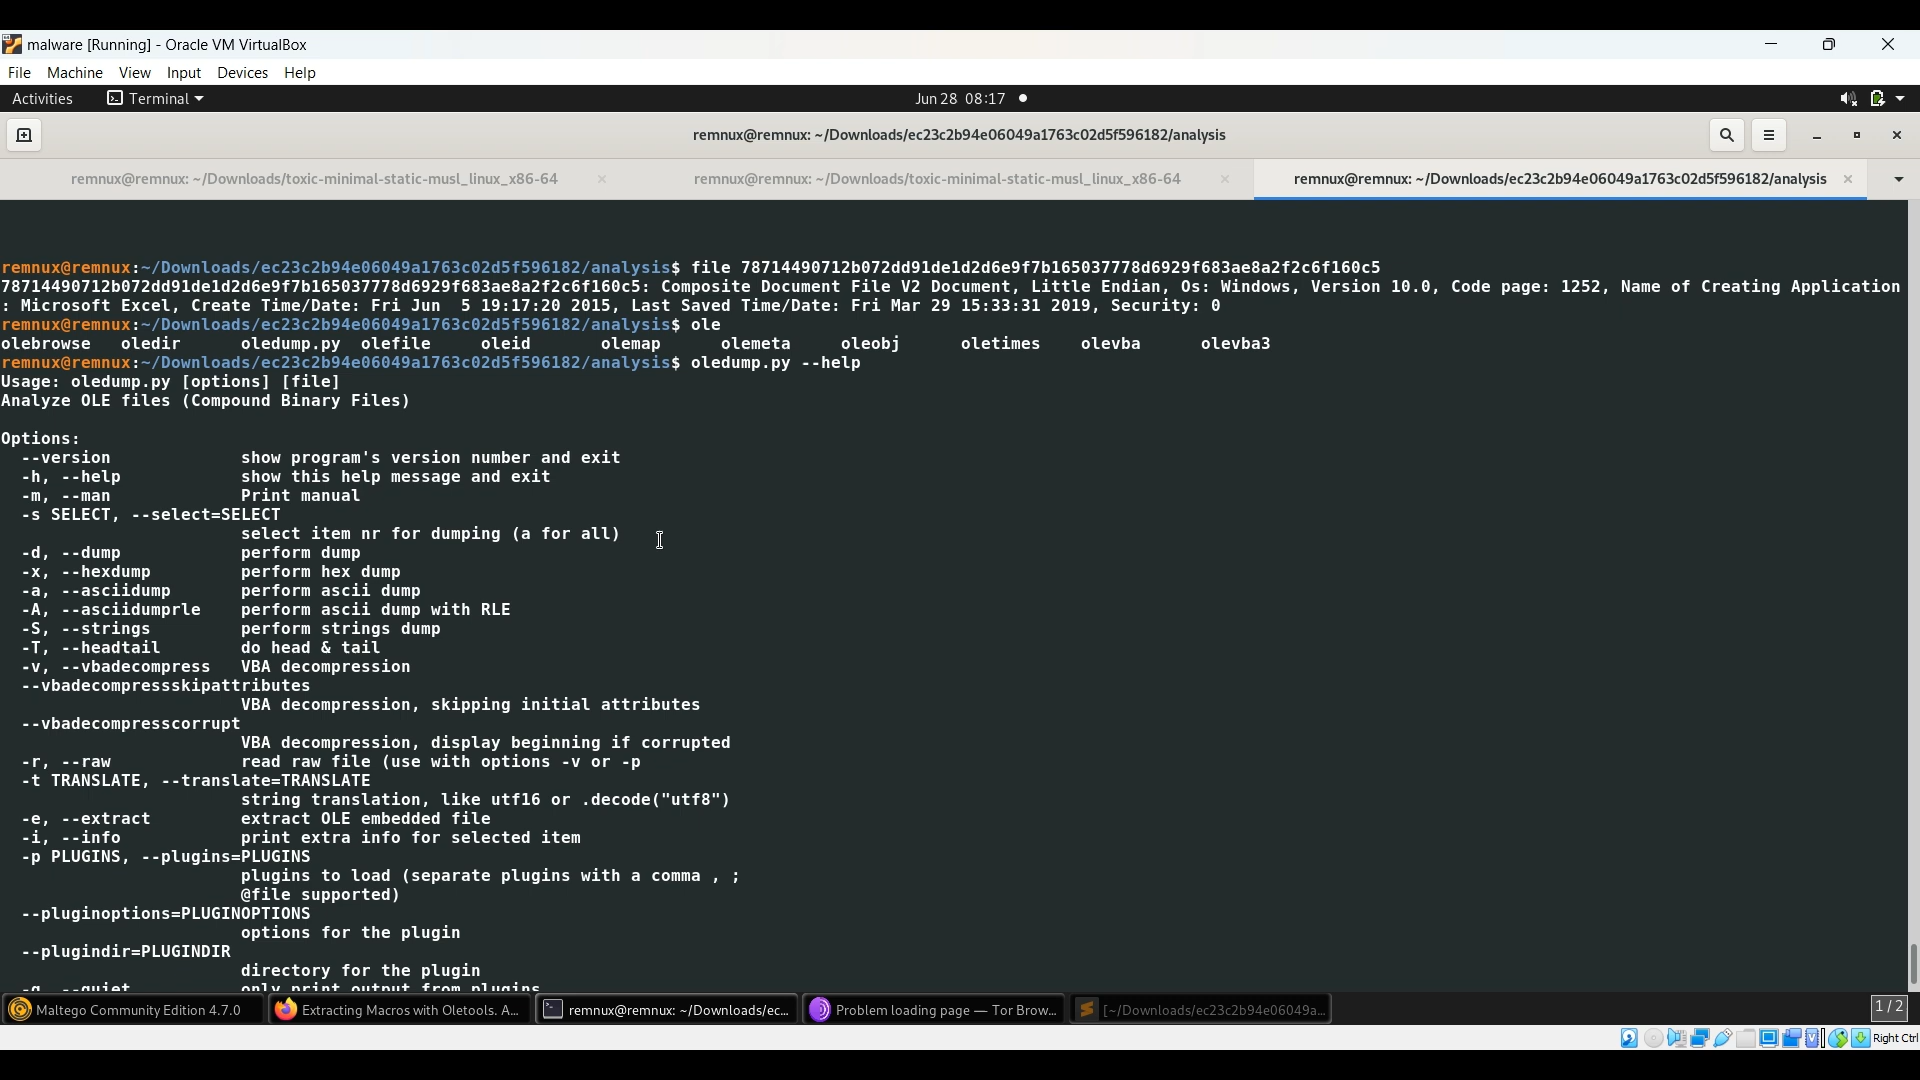 malware [Running] - Oracle VM VirtualBox
File Machine View Input Devices Help
Activities Terminal Jun 28 08:17
remnux@remnux: ~/Downloads/ec23c2b94e06049a1763c02d5f596182/analysis
remnux@remnux: ~/Downloads/toxic-minimal-static-musl_linux_x86-64 remnux@remnux: ~/Downloads/toxic-minimal-static-musl_linux_x86-64 remnux@remnux: ~/Downloads/ec23c2b94e06049a1763c02d5f596182/analysis
remnux@remnux:~/Downloads/ec23c2b94e06049a1763c02d5f596182/analysis$ file 78714490712b072dd91de1d2d6e9f7b165037778d6929f683ae8a2f2c6f160c5
78714490712b072dd91de1d2d6e9f7b165037778d6929f683ae8a2f2c6f160c5: Composite Document File V2 Document, Little Endian, Os: Windows, Version 10.0, Code page: 1252, Name of Creating Application
: Microsoft Excel, Create Time/Date: Fri Jun  5 19:17:20 2015, Last Saved Time/Date: Fri Mar 29 15:33:31 2019, Security: 0
remnux@remnux:~/Downloads/ec23c2b94e06049a1763c02d5f596182/analysis$ ole
olebrowse oledir oledump.py olefile oleid olemap olemeta oleobj oletimes olevba olevba3
remnux@remnux:~/Downloads/ec23c2b94e06049a1763c02d5f596182/analysis$ oledump.py --help
Usage: oledump.py [options] [file]
Analyze OLE files (Compound Binary Files)
Options:
--version show program's version number and exit
-h, --help show this help message and exit
-m, --man Print manual
-s SELECT, --select=SELECT
select item nr for dumping (a for all)
-d, --dump perform dump
-x, --hexdump perform hex dump
-a, --asciidump perform ascii dump
-A, --asciidumprle perform ascii dump with RLE
-S, --strings perform strings dump
-T, --headtail do head & tail
-v, --vbadecompress VBA decompression
--vbadecompressskipattributes
VBA decompression, skipping initial attributes
--vbadecompresscorrupt
VBA decompression, display beginning if corrupted
-r, --raw read raw file (use with options -v or -p
-t TRANSLATE, --translate=TRANSLATE
string translation, like utf16 or .decode("utf8")
-e, --extract extract OLE embedded file
-i, --info print extra info for selected item
-p PLUGINS, --plugins=PLUGINS
plugins to load (separate plugins with a comma , ;
@file supported)
--pluginoptions=PLUGINOPTIONS
options for the plugin
--plugindir=PLUGINDIR
directory for the plugin
-q, --quiet only print output from plugins
Maltego Community Edition 4.7.0 Extracting Macros with Oletools. A... remnux@remnux: ~/Downloads/ec... Problem loading page — Tor Brow... [~/Downloads/ec23c2b94e06049a... 1 / 2
Right Ctrl